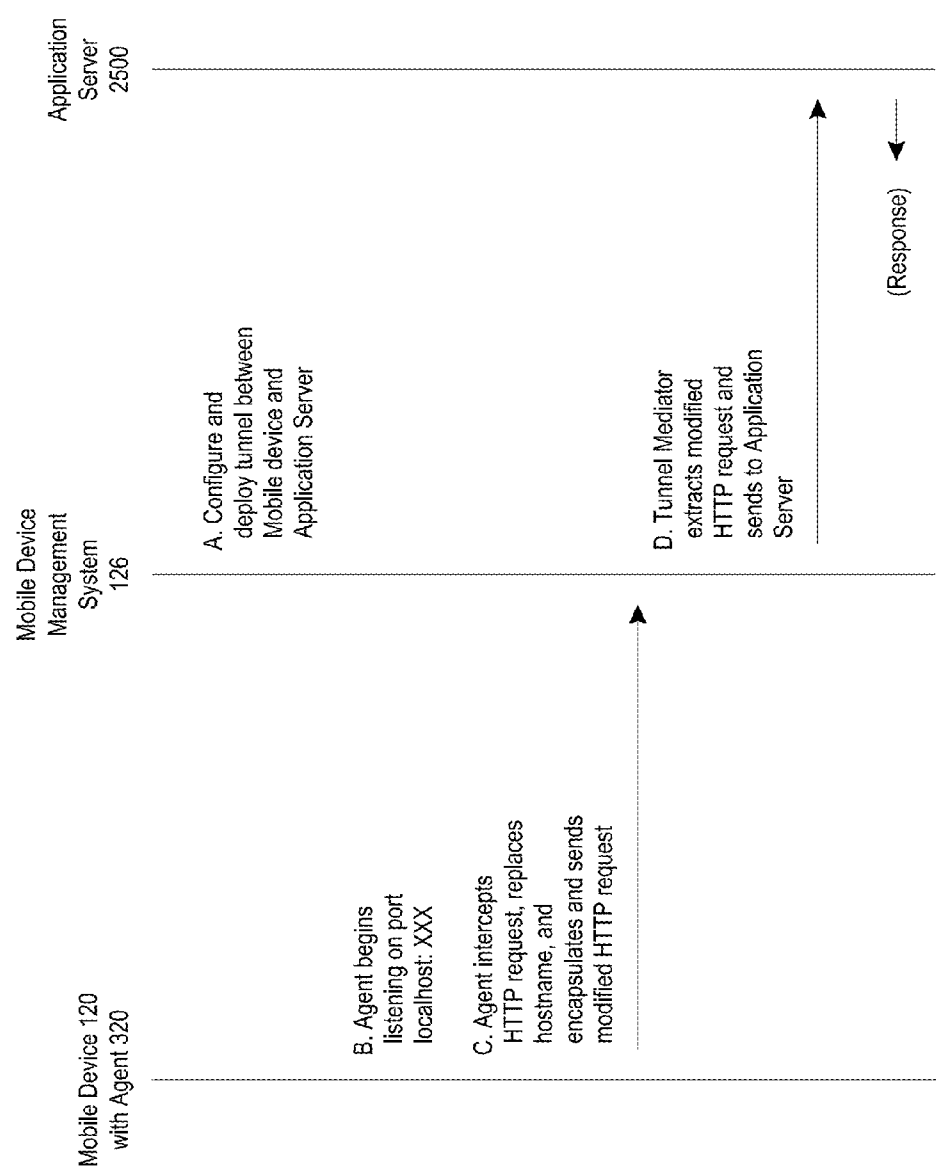 Mobile Device 120
with Agent 320
Mobile Device
Management
System
126
Application
Server
2500
A. Configure and
deploy tunnel between
Mobile device and
Application Server
B. Agent begins
listening on port
localhost: XXX
C. Agent intercepts
HTTP request, replaces
hostname, and
encapsulates and sends
modified HTTP request
D. Tunnel Mediator
extracts modified
HTTP request and
sends to Application
Server
(Response)